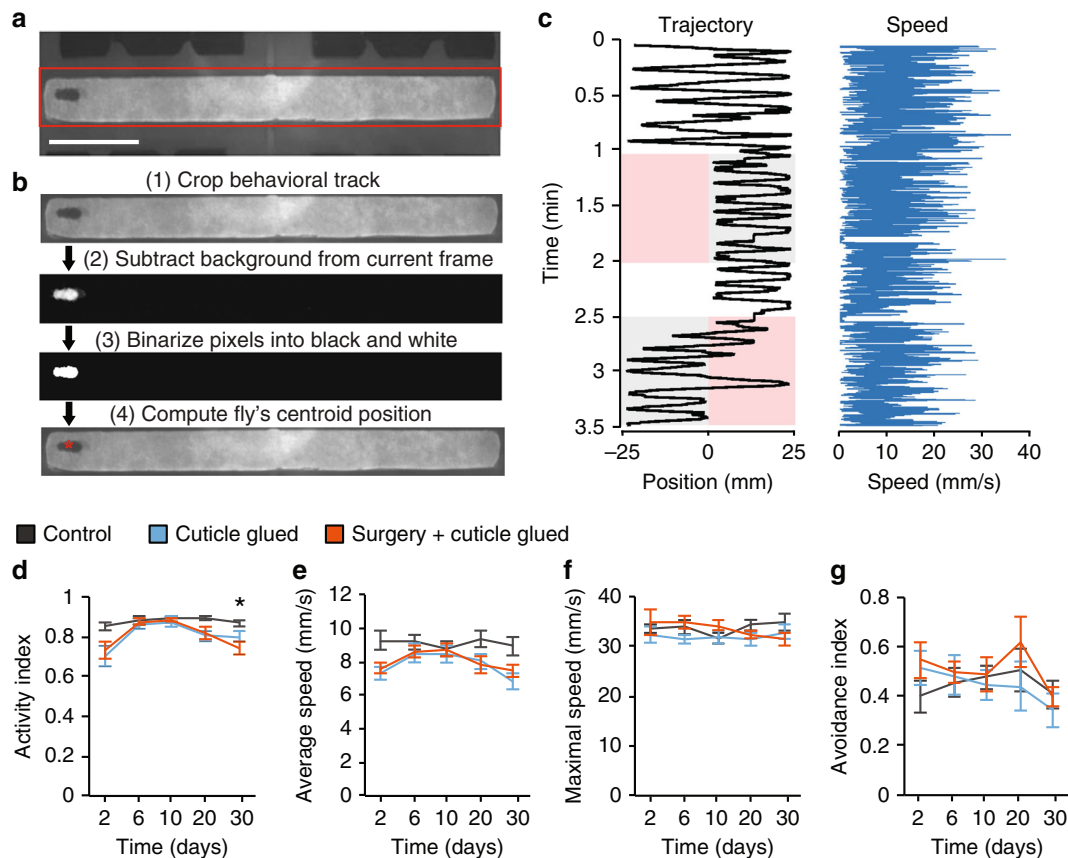 a
b
(1) Crop behavioral track
(2) Subtract background from current frame
(3) Binarize pixels into black and white
(4) Compute fly's centroid position
*
c
Trajectory
Speed
0
0.5
1
1.5
2
2.5
3
3.5
Time (min)
–25
0
25
Position (mm)
0
10
20
30
40
Speed (mm/s)
Control
Cuticle glued
Surgery + cuticle glued
d
Activity index
1
0.8
0.6
0.4
0.2
0
*
2
6
10
20
30
Time (days)
e
Average speed (mm/s)
12
10
8
6
4
2
0
2
6
10
20
30
Time (days)
f
Maximal speed (mm/s)
40
30
20
10
0
2
6
10
20
30
Time (days)
g
Avoidance index
0.8
0.6
0.4
0.2
0
2
6
10
20
30
Time (days)